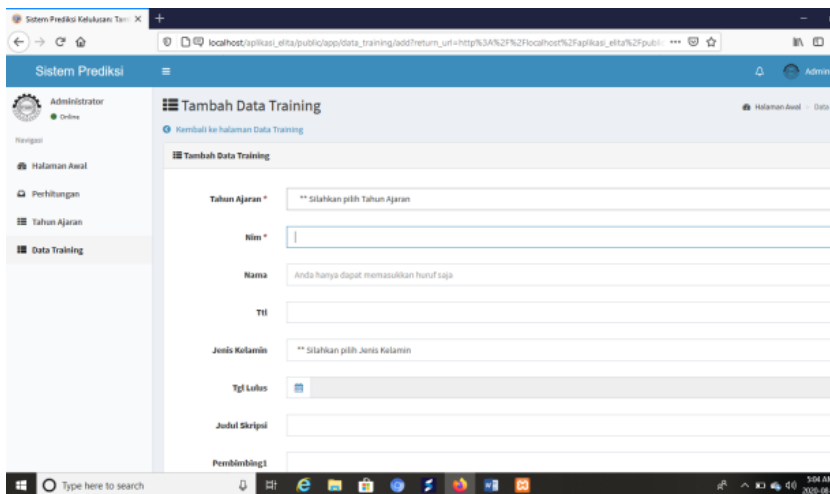 Sistem Prediksi Kelulusan: Tam
localhost/aplikasi_elita/public/app/data_training/add?return_url=http%3A%2F%2Flocalhost%2Faplikasi_elita%2Fpubli
Sistem Prediksi
Admin
Administrator
Online
Navigasi
Halaman Awal
Perhitungan
Tahun Ajaran
Data Training
Tambah Data Training
Halaman Awal
Data
Kembali ke halaman Data Training
Tambah Data Training
Tahun Ajaran *
** Silahkan pilih Tahun Ajaran
Nim *
Nama
Anda hanya dapat memasukkan huruf saja
Ttl
Jenis Kelamin
** Silahkan pilih Jenis Kelamin
Tgl Lulus
Judul Skripsi
Pembimbing1
Type here to search
5:04 AM
2020-08